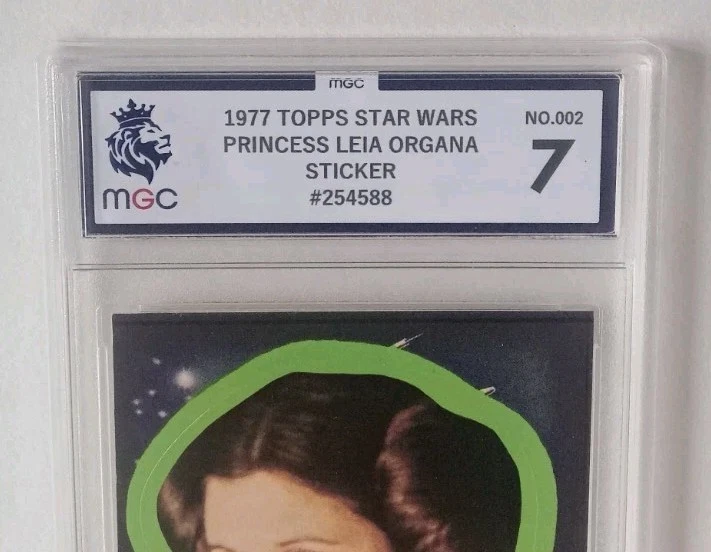 mGC
1977 TOPPS STAR WARS
PRINCESS LEIA ORGANA
STICKER
#254588
NO.002
7
mGC